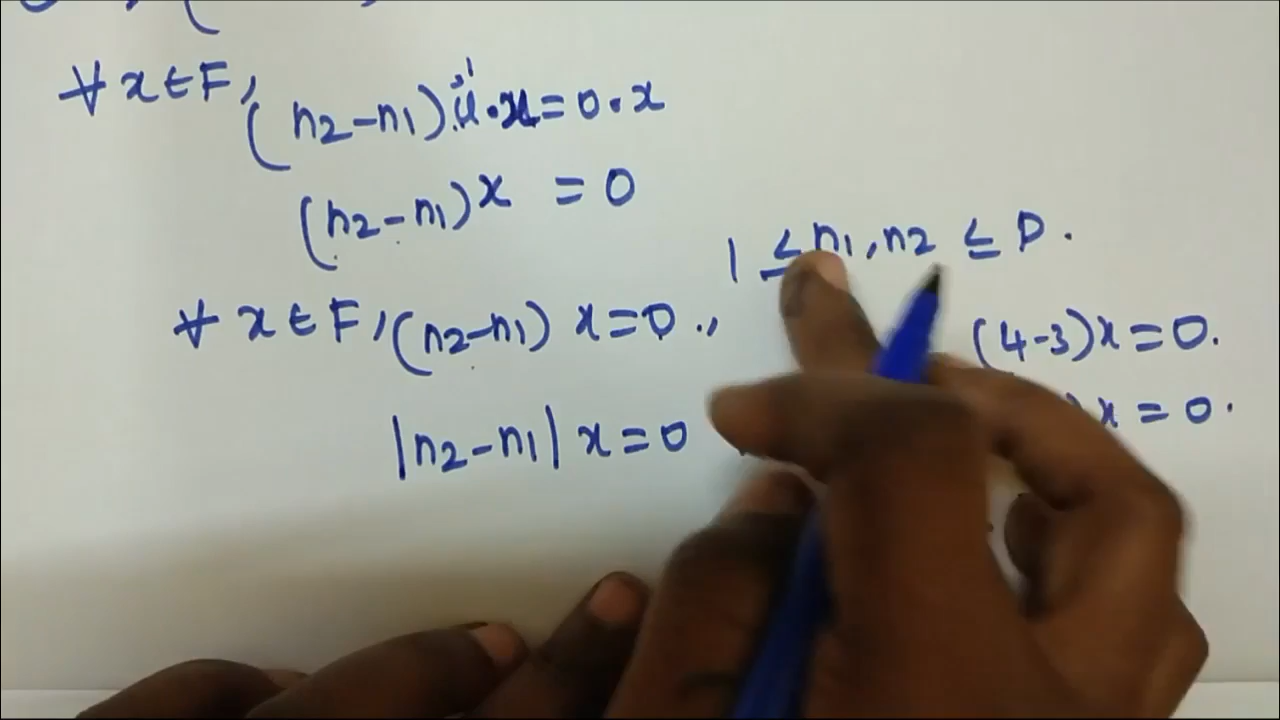 ∀ x ∈ F, (n2-n1).1·x = 0·x
(n2-n1)x = 0
1 ≤ n1, n2 ≤ p.
∀ x ∈ F, (n2-n1) x = 0.,
(4-3)x = 0.
|n2-n1| x = 0
)x = 0.